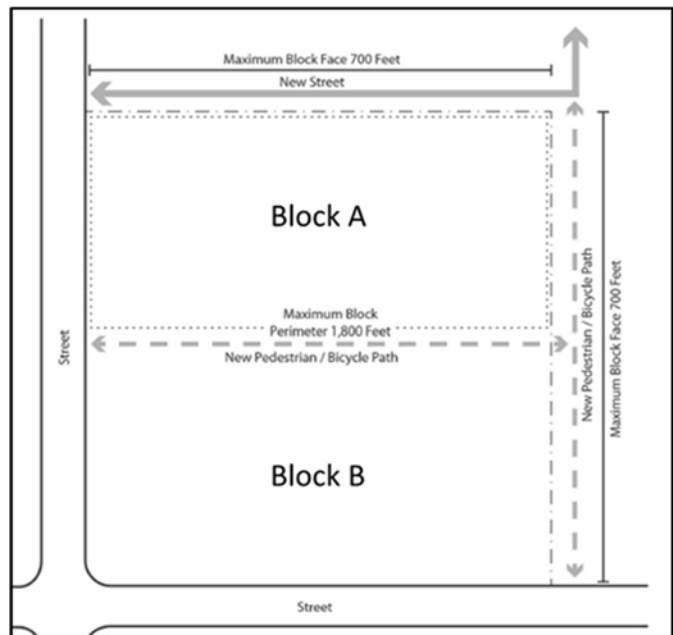 Maximum Block Face 700 Feet
New Street
Block A
Maximum Block
Perimeter 1,800 Feet
New Pedestrian / Bicycle Path
Street
New Pedestrian / Bicycle Path
Maximum Block Face 700 Feet
Block B
Street